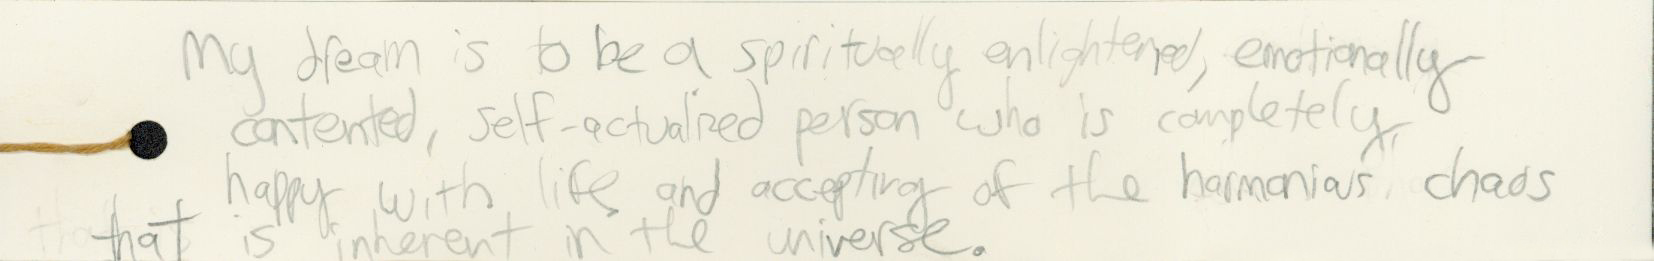 My dream is to be a spiritually enlightened, emotionally
contented, self-actualized person who is completely
happy with life and accepting of the harmonious chaos
that is inherent in the universe.